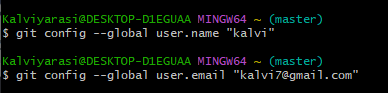 Kalviyarasi@DESKTOP-D1EGUAA MINGW64 ~ (master)
$ git config --global user.name "kalvi"
Kalviyarasi@DESKTOP-D1EGUAA MINGW64 ~ (master)
$ git config --global user.email "kalvi7@gmail.com"